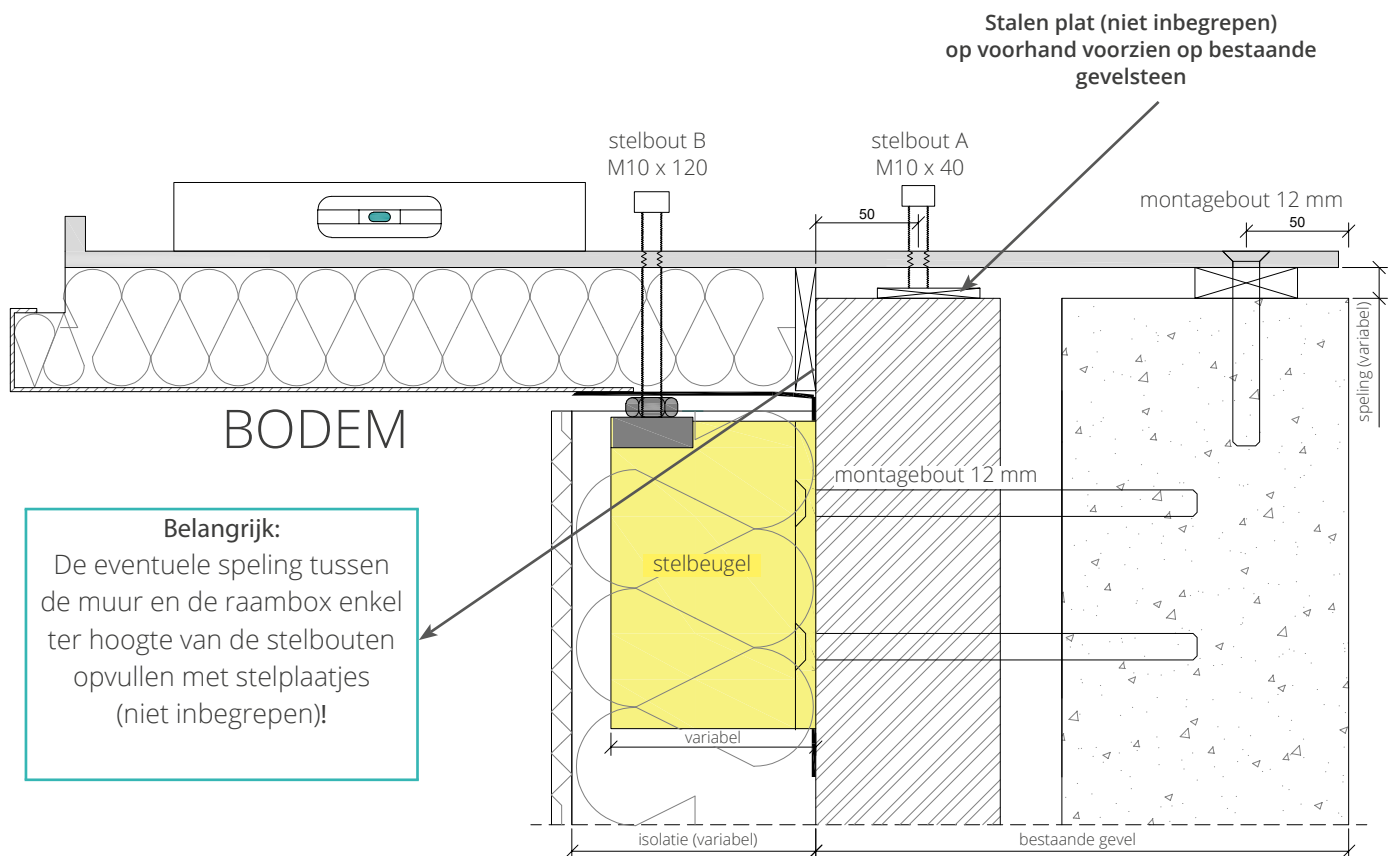 Stalen plat (niet inbegrepen)
op voorhand voorzien op bestaande
gevelsteen
stelbout B
M10 x 120
stelbout A
M10 x 40
montagebout 12 mm
50
50
speling (variabel)
BODEM
montagebout 12 mm
Belangrijk:
De eventuele speling tussen
de muur en de raambox enkel
ter hoogte van de stelbouten
opvullen met stelplaatjes
(niet inbegrepen)!
stelbeugel
variabel
isolatie (variabel)
bestaande gevel